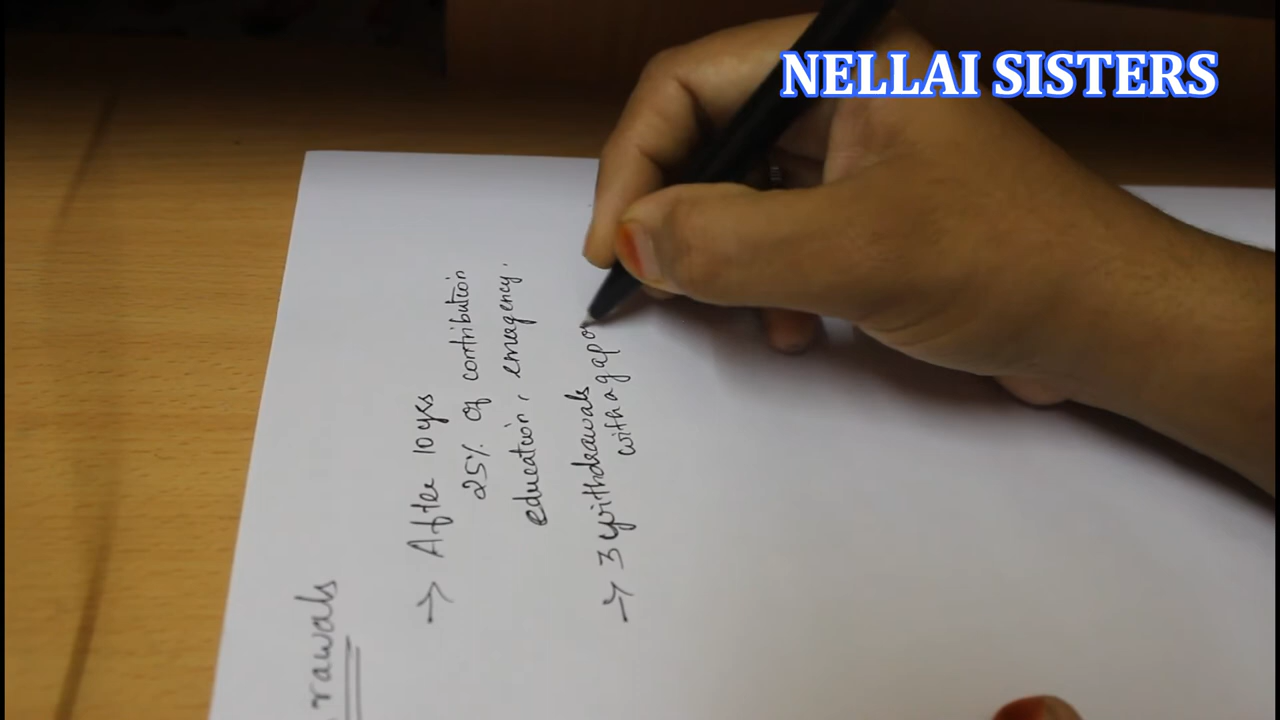 NELLAI SISTERS
rawals
→ After 10 yrs
25% of contribution
education, emergency.
→ 3 withdrawals
with a gap o